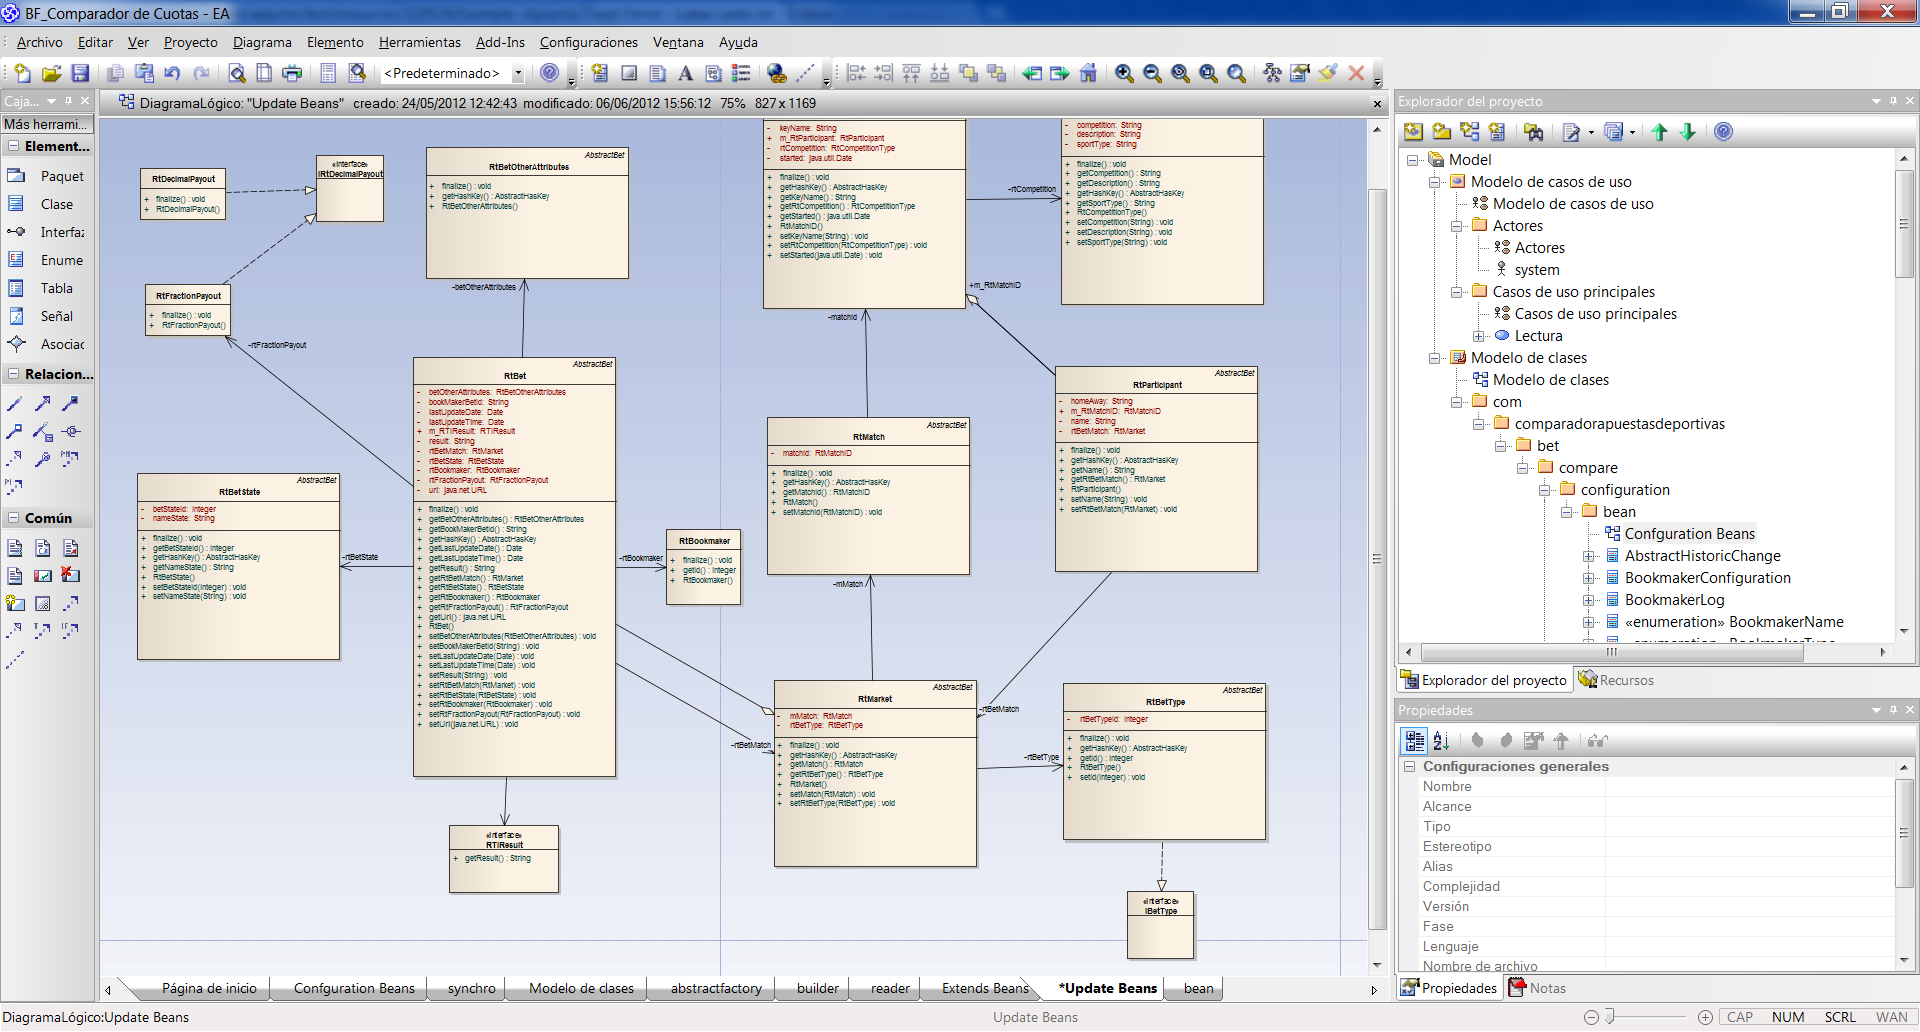 BF_Comparador de Cuotas - EA
Archivo Editar Ver Proyecto Diagrama Elemento Herramientas Add-Ins Configuraciones Ventana Ayuda
<Predeterminado>
Caja...
Más herrami...
Element...
Paquet
Clase
Interfaz
Enume
Tabla
Señal
Asociac
Relacion...
Común
DiagramaLógico: "Update Beans" creado: 24/05/2012 12:42:43 modificado: 06/06/2012 15:56:12 75% 827 x 1169
RtDecimalPayout
+ finalize() : void
+ RtDecimalPayout()
«interface»
IRtDecimalPayout
RtFractionPayout
+ finalize() : void
+ RtFractionPayout()
-rtFractionPayout
AbstractBet
RtBetOtherAttributes
+ finalize() : void
+ getHashKey() : AbstractHasKey
+ RtBetOtherAttributes()
-betOtherAttributes
- keyName: String
+ m_RtParticipant: RtParticipant
- rtCompetition: RtCompetitionType
- started: java.util.Date
+ finalize() : void
+ getHashKey() : AbstractHasKey
+ getKeyName() : String
+ getRtCompetition() : RtCompetitionType
+ getStarted() : java.util.Date
+ RtMatchID()
+ setKeyName(String) : void
+ setRtCompetition(RtCompetitionType) : void
+ setStarted(java.util.Date) : void
-rtCompetition
- competition: String
- description: String
- sportType: String
+ finalize() : void
+ getCompetition() : String
+ getDescription() : String
+ getHashKey() : AbstractHasKey
+ getSportType() : String
+ RtCompetitionType()
+ setCompetition(String) : void
+ setDescription(String) : void
+ setSportType(String) : void
+m_RtMatchID
-matchId
AbstractBet
RtBet
- betOtherAttributes: RtBetOtherAttributes
- bookMakerBetId: String
- lastUpdateDate: Date
- lastUpdateTime: Date
+ m_RTIResult: RTIResult
- result: String
- rtBetMatch: RtMarket
- rtBetState: RtBetState
- rtBookmaker: RtBookmaker
- rtFractionPayout: RtFractionPayout
- url: java.net.URL
+ finalize() : void
+ getBetOtherAttributes() : RtBetOtherAttributes
+ getBookMakerBetId() : String
+ getHashKey() : AbstractHasKey
+ getLastUpdateDate() : Date
+ getLastUpdateTime() : Date
+ getResult() : String
+ getRtBetMatch() : RtMarket
+ getRtBetState() : RtBetState
+ getRtBookmaker() : RtBookmaker
+ getRtFractionPayout() : RtFractionPayout
+ getUrl() : java.net.URL
+ RtBet()
+ setBetOtherAttributes(RtBetOtherAttributes) : void
+ setBookMakerBetId(String) : void
+ setLastUpdateDate(Date) : void
+ setLastUpdateTime(Date) : void
+ setResult(String) : void
+ setRtBetMatch(RtMarket) : void
+ setRtBetState(RtBetState) : void
+ setRtBookmaker(RtBookmaker) : void
+ setRtFractionPayout(RtFractionPayout) : void
+ setUrl(java.net.URL) : void
AbstractBet
RtBetState
- betStateId: Integer
- nameState: String
+ finalize() : void
+ getBetStateId() : Integer
+ getHashKey() : AbstractHasKey
+ getNameState() : String
+ RtBetState()
+ setBetStateId(Integer) : void
+ setNameState(String) : void
-rtBetState
-rtBookmaker
RtBookmaker
+ finalize() : void
+ getId() : Integer
+ RtBookmaker()
AbstractBet
RtMatch
- matchId: RtMatchID
+ finalize() : void
+ getHashKey() : AbstractHasKey
+ getMatchId() : RtMatchID
+ RtMatch()
+ setMatchId(RtMatchID) : void
-mMatch
AbstractBet
RtParticipant
- homeAway: String
+ m_RtMatchID: RtMatchID
- name: String
- rtBetMatch: RtMarket
+ finalize() : void
+ getHashKey() : AbstractHasKey
+ getName() : String
+ getRtBetMatch() : RtMarket
+ RtParticipant()
+ setName(String) : void
+ setRtBetMatch(RtMarket) : void
AbstractBet
RtMarket
- mMatch: RtMatch
- rtBetType: RtBetType
+ finalize() : void
+ getHashKey() : AbstractHasKey
+ getMatch() : RtMatch
+ getRtBetType() : RtBetType
+ RtMarket()
+ setMatch(RtMatch) : void
+ setRtBetType(RtBetType) : void
-rtBetMatch
-rtBetMatch
-rtBetType
AbstractBet
RtBetType
- rtBetTypeId: Integer
+ finalize() : void
+ getHashKey() : AbstractHasKey
+ getId() : Integer
+ RtBetType()
+ setId(Integer) : void
«interface»
RTIResult
+ getResult() : String
«interface»
IBetType
Página de inicio Confguration Beans synchro Modelo de clases abstractfactory builder reader Extends Beans *Update Beans bean
Explorador del proyecto
Model
Modelo de casos de uso
Modelo de casos de uso
Actores
Actores
system
Casos de uso principales
Casos de uso principales
Lectura
Modelo de clases
Modelo de clases
com
comparadorapuestasdeportivas
bet
compare
configuration
bean
Confguration Beans
AbstractHistoricChange
BookmakerConfiguration
BookmakerLog
«enumeration» BookmakerName
«enumeration» BookmakerType
Explorador del proyecto Recursos
Propiedades
Configuraciones generales
Nombre
Alcance
Tipo
Estereotipo
Alias
Complejidad
Versión
Fase
Lenguaje
Nombre de archivo
Propiedades Notas
DiagramaLógico:Update Beans
Update Beans
CAP NUM SCRL WAN